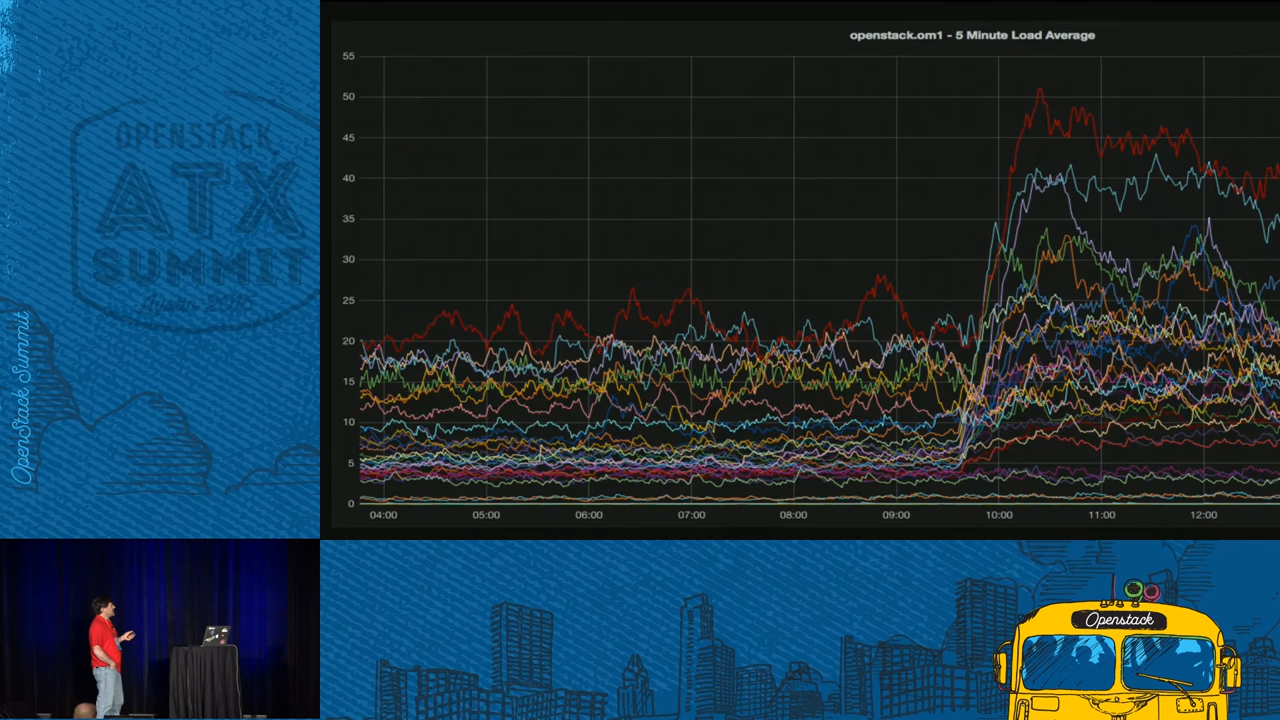 openstack.om1 - 5 Minute Load Average
55
50
45
40
35
30
25
20
15
10
5
0
04:00 05:00 06:00 07:00 08:00 09:00 10:00 11:00 12:00
OPENSTACK
ATX
SUMMIT
OpenStack Summit
Openstack